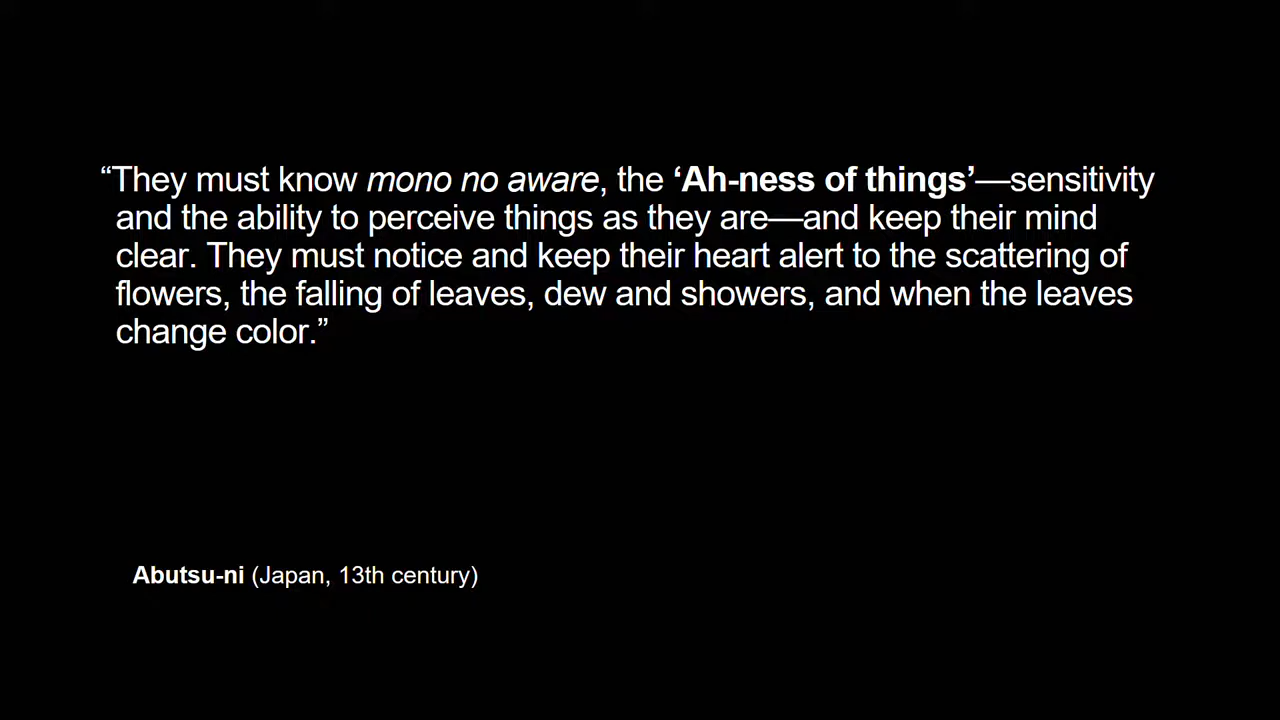 “They must know mono no aware, the ‘Ah-ness of things’—sensitivity
and the ability to perceive things as they are—and keep their mind
clear. They must notice and keep their heart alert to the scattering of
flowers, the falling of leaves, dew and showers, and when the leaves
change color.”
Abutsu-ni (Japan, 13th century)